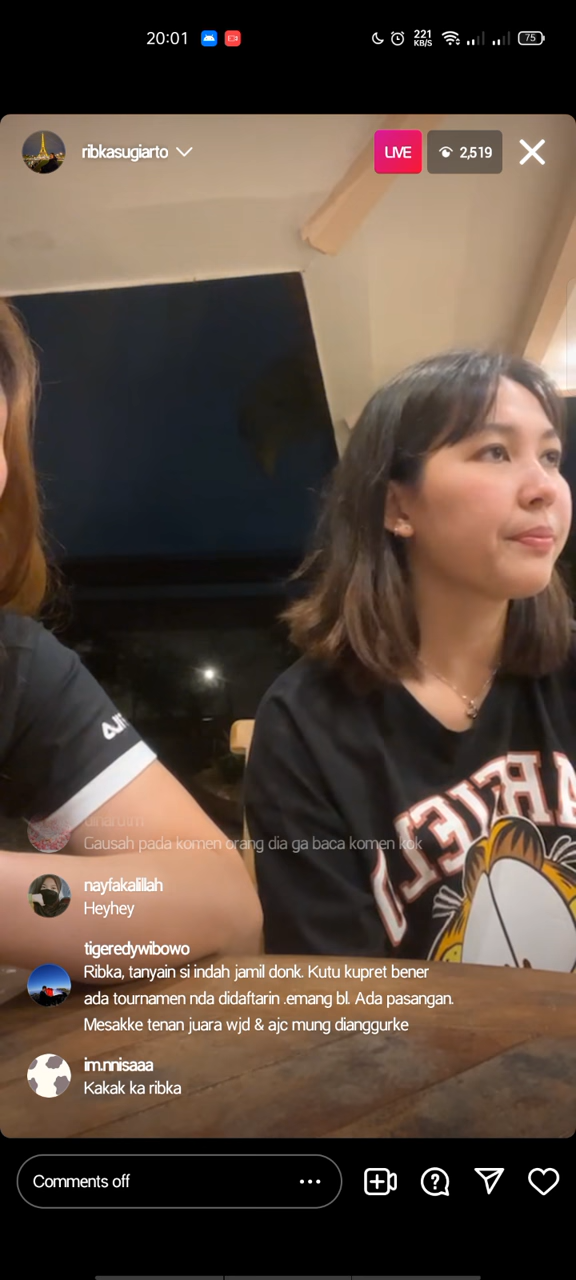 20:01
221
KB/S
75
ribkasugiarto
LIVE
2,519
GARFIELD
Gausah pada komen orang dia ga baca komen kok
nayfakalillah
Heyhey
tigeredywibowo
Ribka, tanyain si indah jamil donk. Kutu kupret bener
ada tournamen nda didaftarin .emang bl. Ada pasangan.
Mesakke tenan juara wjd & ajc mung dianggurke
im.nnisaaa
Kakak ka ribka
Comments off